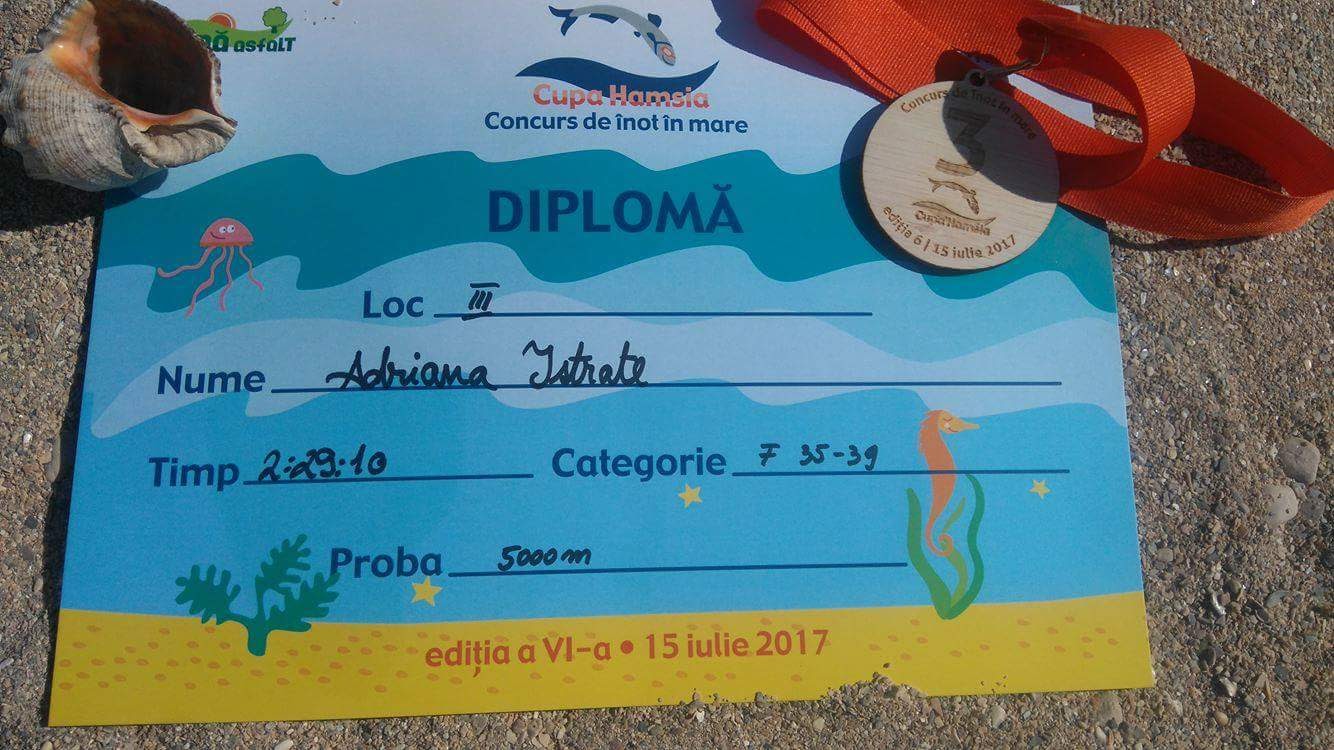 asfalT
Cupa Hamsia
Concurs de înot în mare
DIPLOMĂ
Loc III
Nume Adriana Istrate
Timp 2:29:10 Categorie F 35-39
Proba 5000m
ediția a VI-a • 15 iulie 2017
Concurs de înot în mare
Cupa Hamsia
ediție 6 | 15 iulie 2017